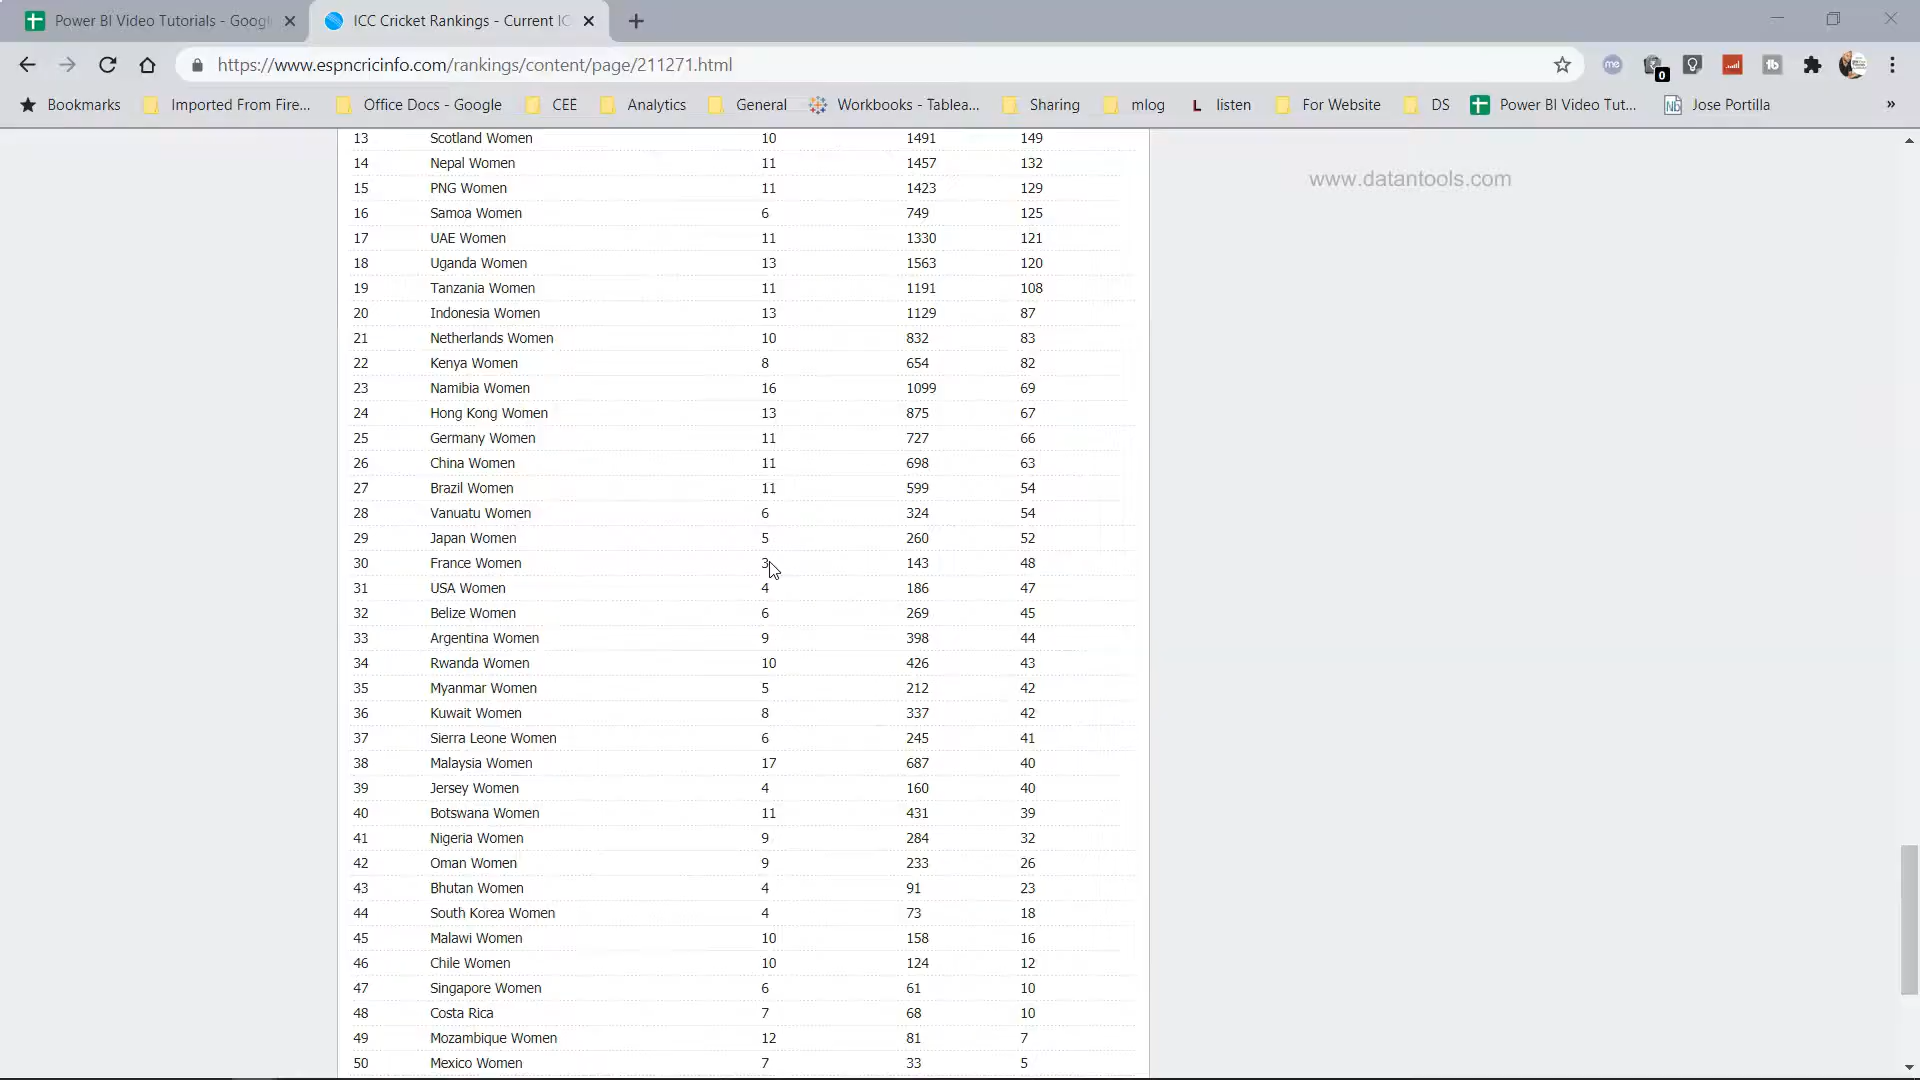 Power BI Video Tutorials - Googl
ICC Cricket Rankings - Current IC
https://www.espncricinfo.com/rankings/content/page/211271.html
me 0 tb
Bookmarks Imported From Fire... Office Docs - Google CEE Analytics General Workbooks - Tablea... Sharing mlog L listen For Website DS Power BI Video Tut... Nb Jose Portilla »
www.datantools.com
13 Scotland Women 10 1491 149
14 Nepal Women 11 1457 132
15 PNG Women 11 1423 129
16 Samoa Women 6 749 125
17 UAE Women 11 1330 121
18 Uganda Women 13 1563 120
19 Tanzania Women 11 1191 108
20 Indonesia Women 13 1129 87
21 Netherlands Women 10 832 83
22 Kenya Women 8 654 82
23 Namibia Women 16 1099 69
24 Hong Kong Women 13 875 67
25 Germany Women 11 727 66
26 China Women 11 698 63
27 Brazil Women 11 599 54
28 Vanuatu Women 6 324 54
29 Japan Women 5 260 52
30 France Women 3 143 48
31 USA Women 4 186 47
32 Belize Women 6 269 45
33 Argentina Women 9 398 44
34 Rwanda Women 10 426 43
35 Myanmar Women 5 212 42
36 Kuwait Women 8 337 42
37 Sierra Leone Women 6 245 41
38 Malaysia Women 17 687 40
39 Jersey Women 4 160 40
40 Botswana Women 11 431 39
41 Nigeria Women 9 284 32
42 Oman Women 9 233 26
43 Bhutan Women 4 91 23
44 South Korea Women 4 73 18
45 Malawi Women 10 158 16
46 Chile Women 10 124 12
47 Singapore Women 6 61 10
48 Costa Rica 7 68 10
49 Mozambique Women 12 81 7
50 Mexico Women 7 33 5